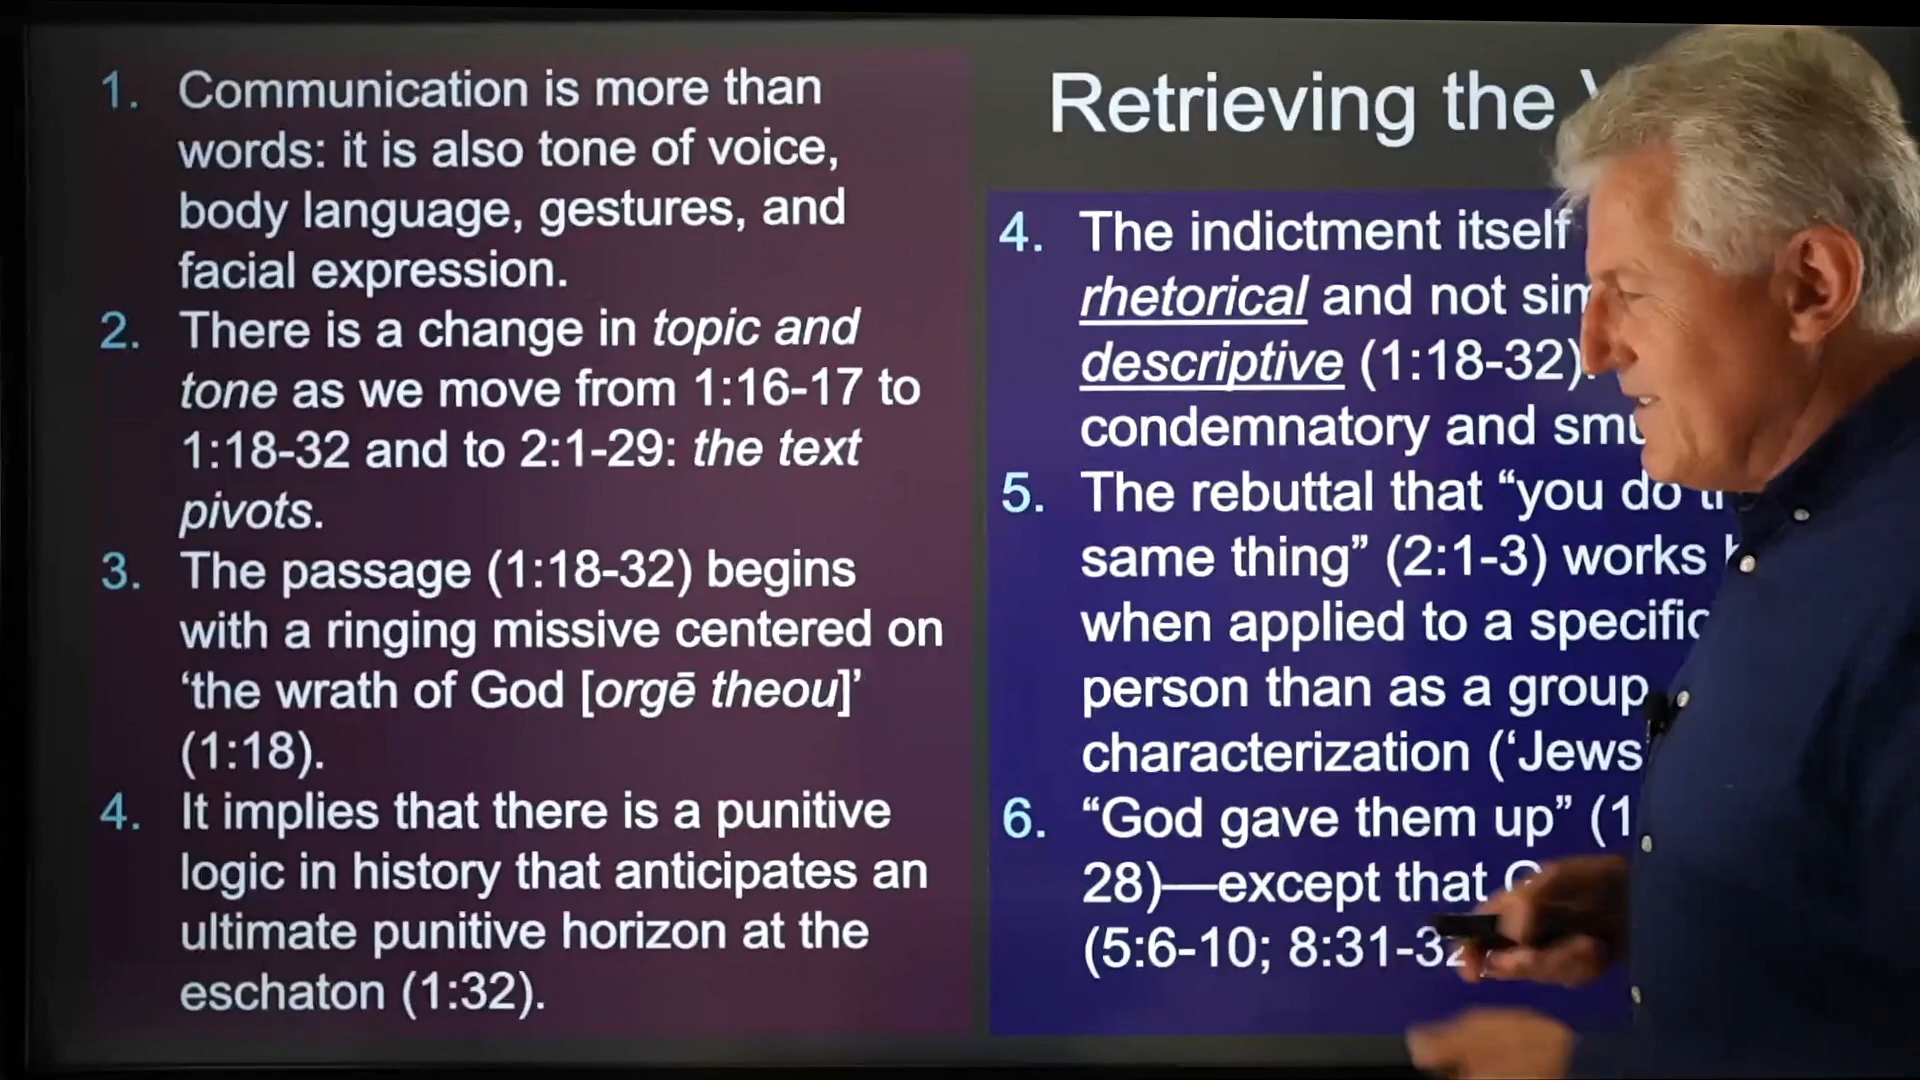 1. Communication is more than
words: it is also tone of voice,
body language, gestures, and
facial expression.
2. There is a change in topic and
tone as we move from 1:16-17 to
1:18-32 and to 2:1-29: the text
pivots.
3. The passage (1:18-32) begins
with a ringing missive centered on
‘the wrath of God [orgē theou]’
(1:18).
4. It implies that there is a punitive
logic in history that anticipates an
ultimate punitive horizon at the
eschaton (1:32).
Retrieving the
4. The indictment itself
rhetorical and not
descriptive (1:18-32).
condemnatory and
5. The rebuttal that “you do
same thing” (2:1-3) works
when applied to a specific
person than as a group
characterization (‘Jews
6. “God gave them up” (1
28)—except that
(5:6-10; 8:31-32